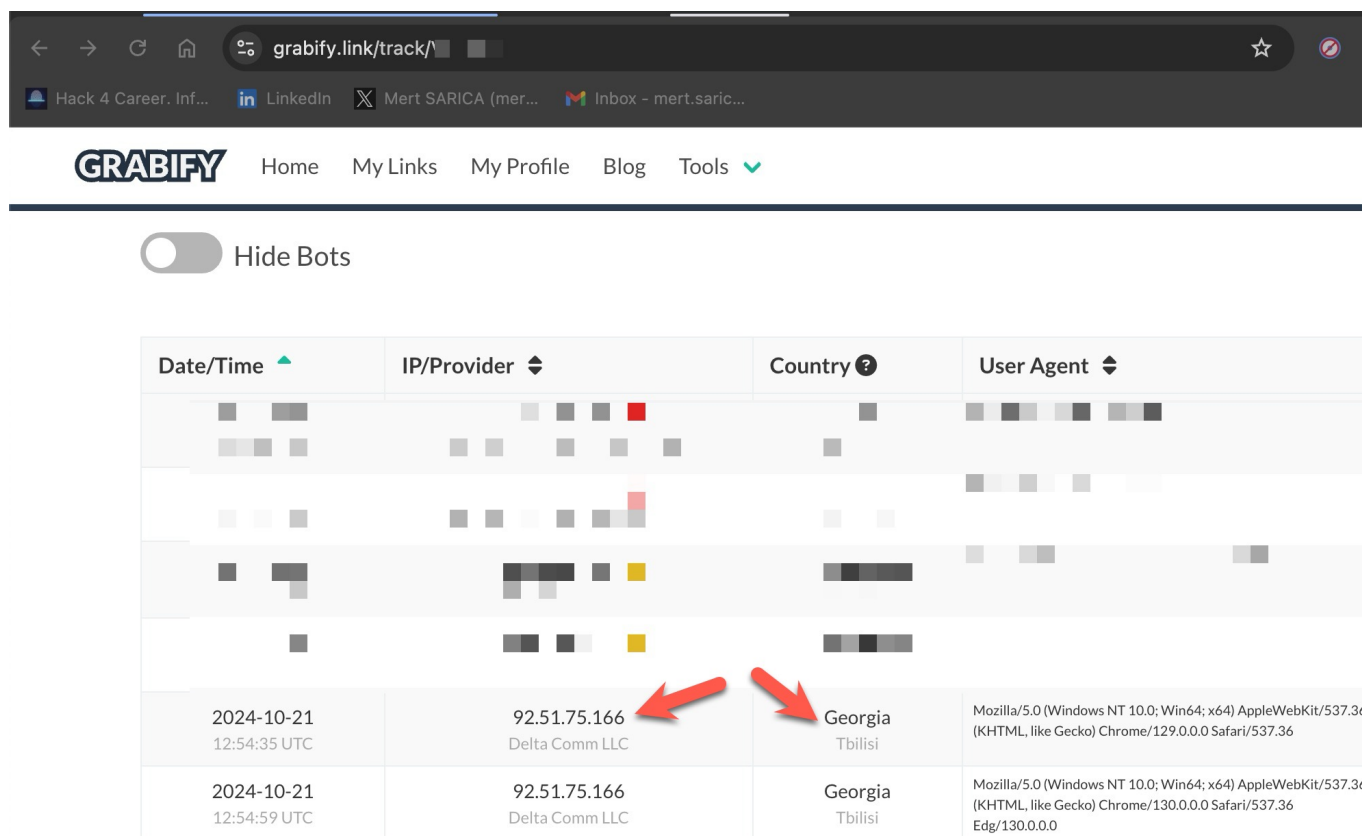 grabify.link/track/
Hack 4 Career. Inf... LinkedIn Mert SARICA (mer... Inbox - mert.saric...
GRABIFY Home My Links My Profile Blog Tools
Hide Bots
Date/Time IP/Provider Country User Agent
2024-10-21 92.51.75.166 Georgia Mozilla/5.0 (Windows NT 10.0; Win64; x64) AppleWebKit/537.36
12:54:35 UTC Delta Comm LLC Tbilisi (KHTML, like Gecko) Chrome/129.0.0.0 Safari/537.36
2024-10-21 92.51.75.166 Georgia Mozilla/5.0 (Windows NT 10.0; Win64; x64) AppleWebKit/537.36
12:54:59 UTC Delta Comm LLC Tbilisi (KHTML, like Gecko) Chrome/130.0.0.0 Safari/537.36
Edg/130.0.0.0